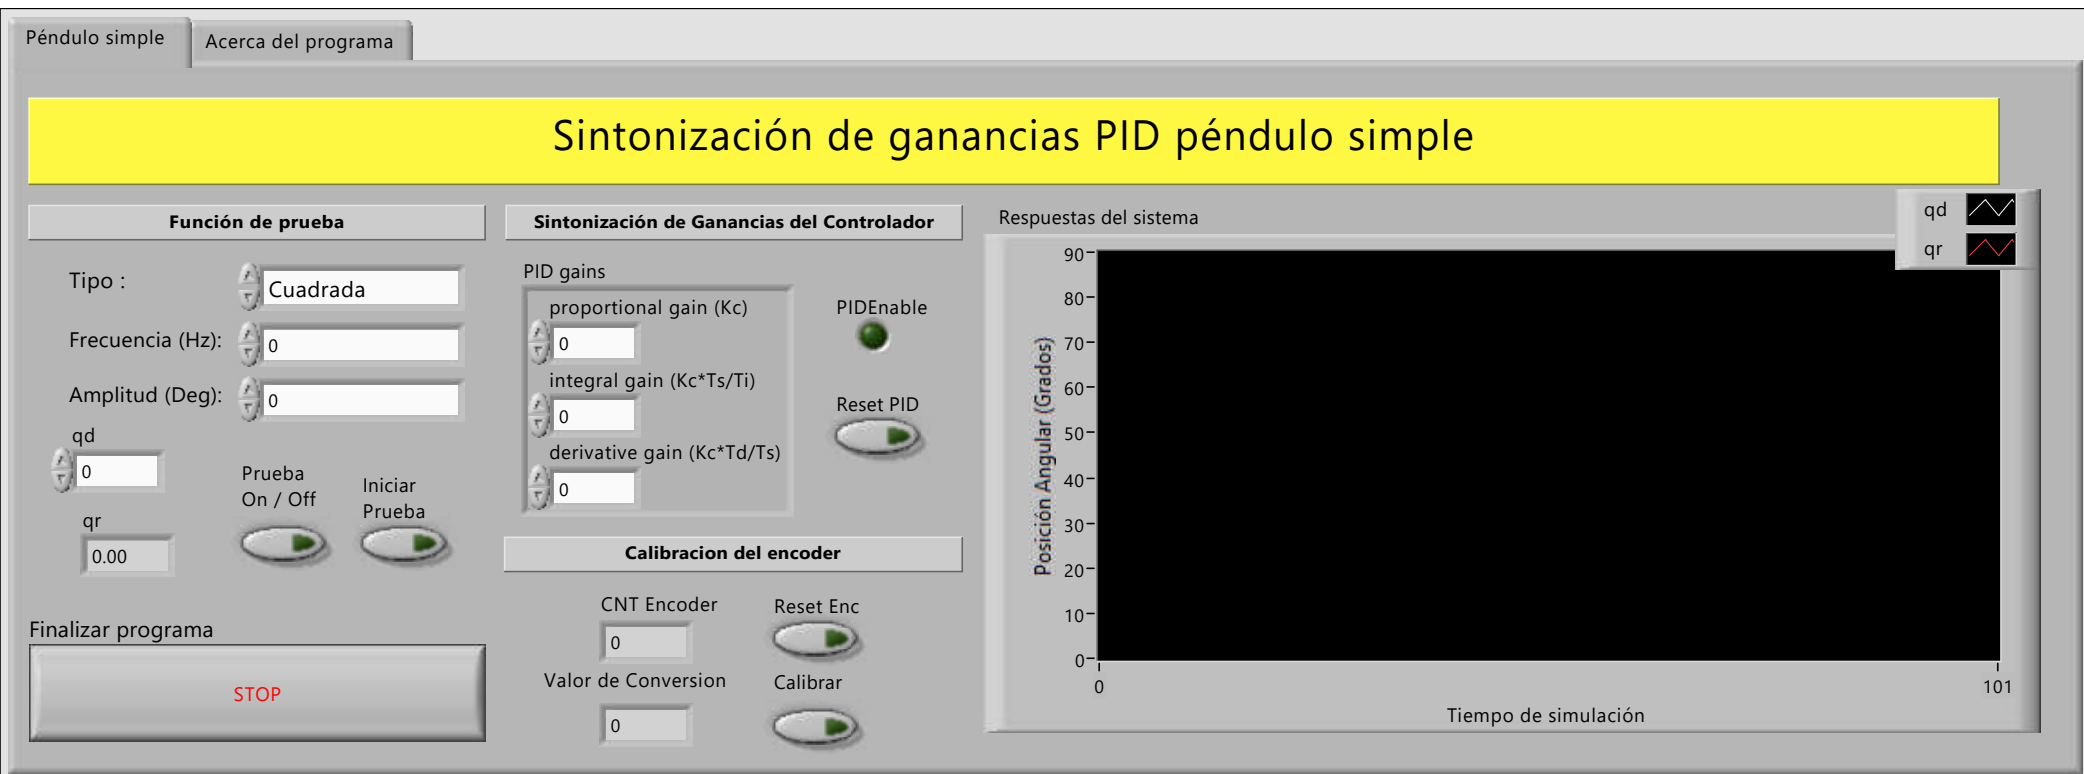 Péndulo simple
Acerca del programa
Sintonización de ganancias PID péndulo simple
Función de prueba
Tipo :
Cuadrada
Frecuencia (Hz):
0
Amplitud (Deg):
0
qd
0
qr
0.00
Prueba
On / Off
Iniciar
Prueba
Finalizar programa
STOP
Sintonización de Ganancias del Controlador
PID gains
proportional gain (Kc)
0
integral gain (Kc*Ts/Ti)
0
derivative gain (Kc*Td/Ts)
0
PIDEnable
Reset PID
Calibracion del encoder
CNT Encoder
0
Reset Enc
Valor de Conversion
0
Calibrar
Respuestas del sistema
qd
qr
Posición Angular (Grados)
90
80
70
60
50
40
30
20
10
0
0
101
Tiempo de simulación